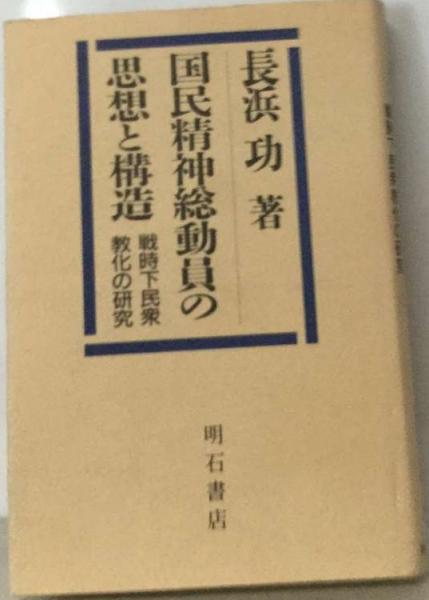 長浜 功 著
国民精神総動員の
思想と構造
戦時下民衆
教化の研究
明石書店